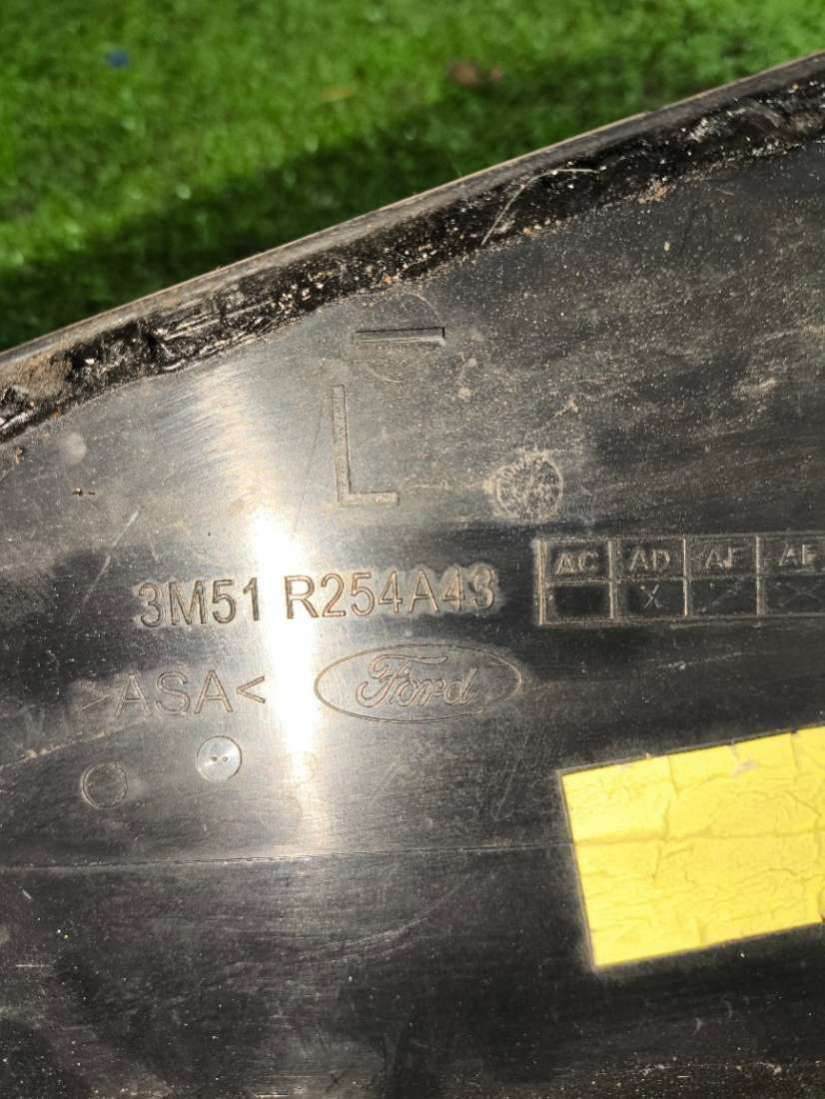 L
3M51 R254A43
AC AD AF AF
X
>ASA<
Ford